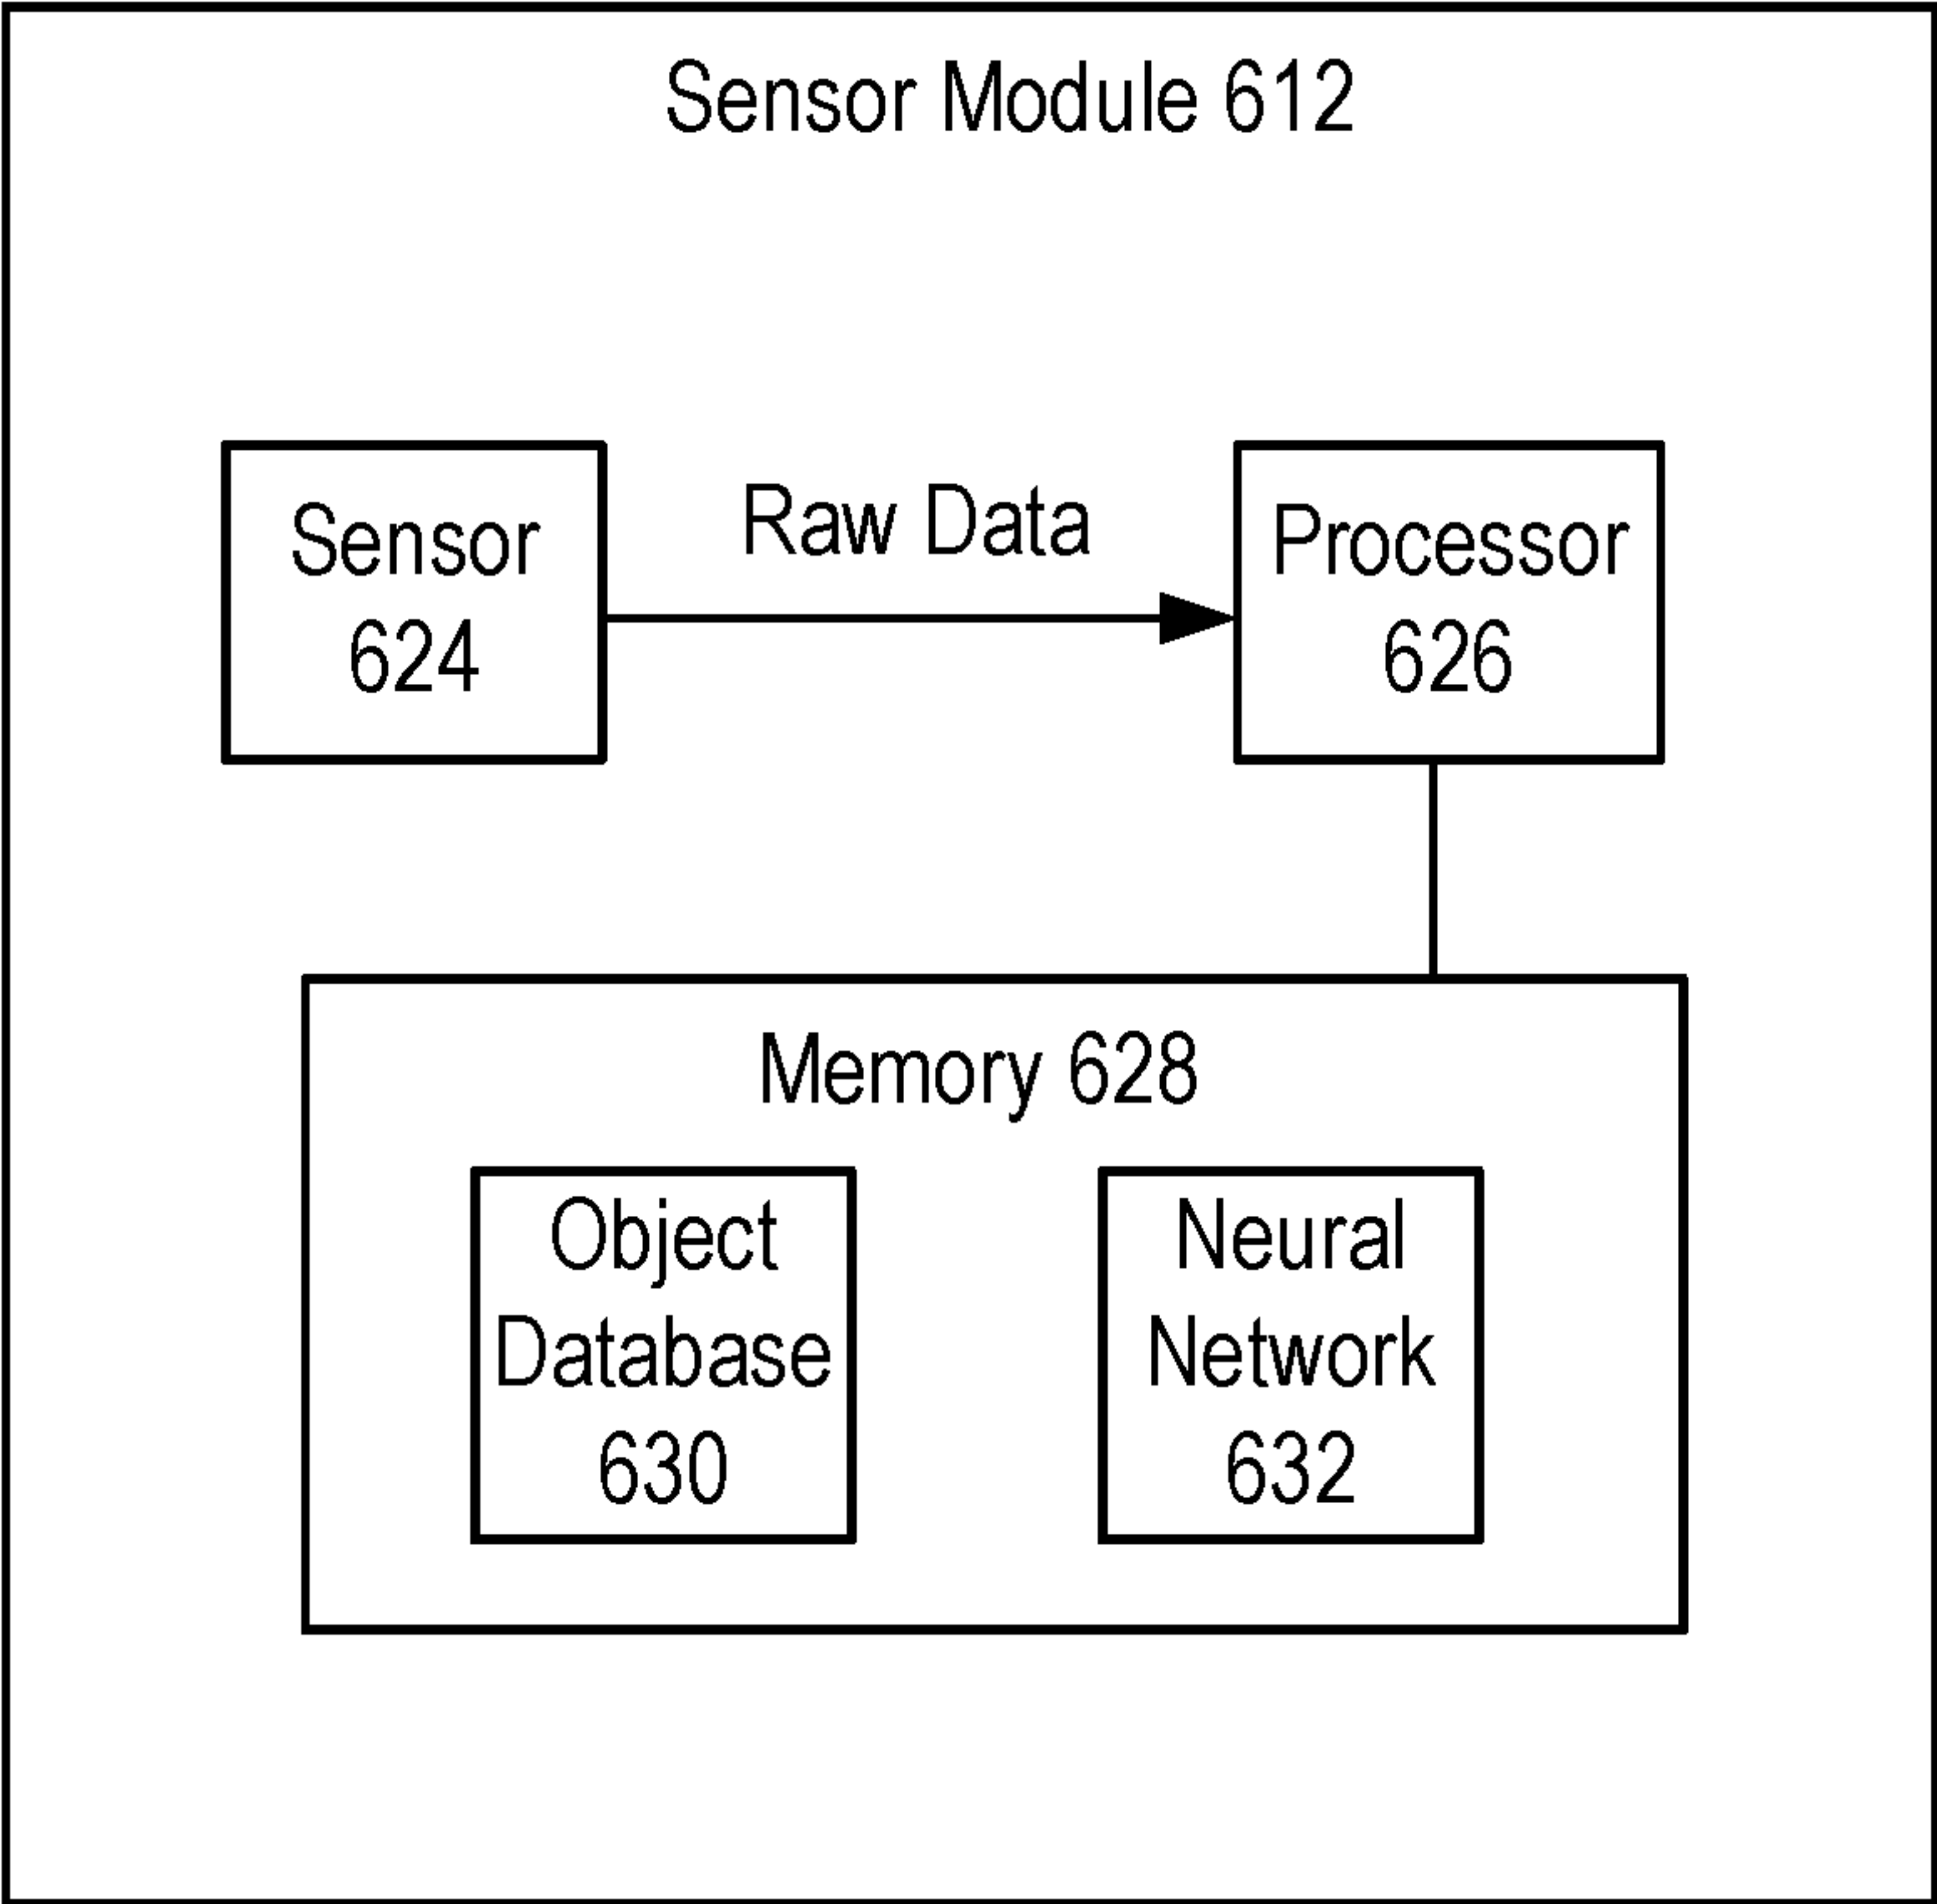 Sensor Module 612
Sensor
624
Raw Data
Processor
626
Memory 628
Object
Database
630
Neural
Network
632